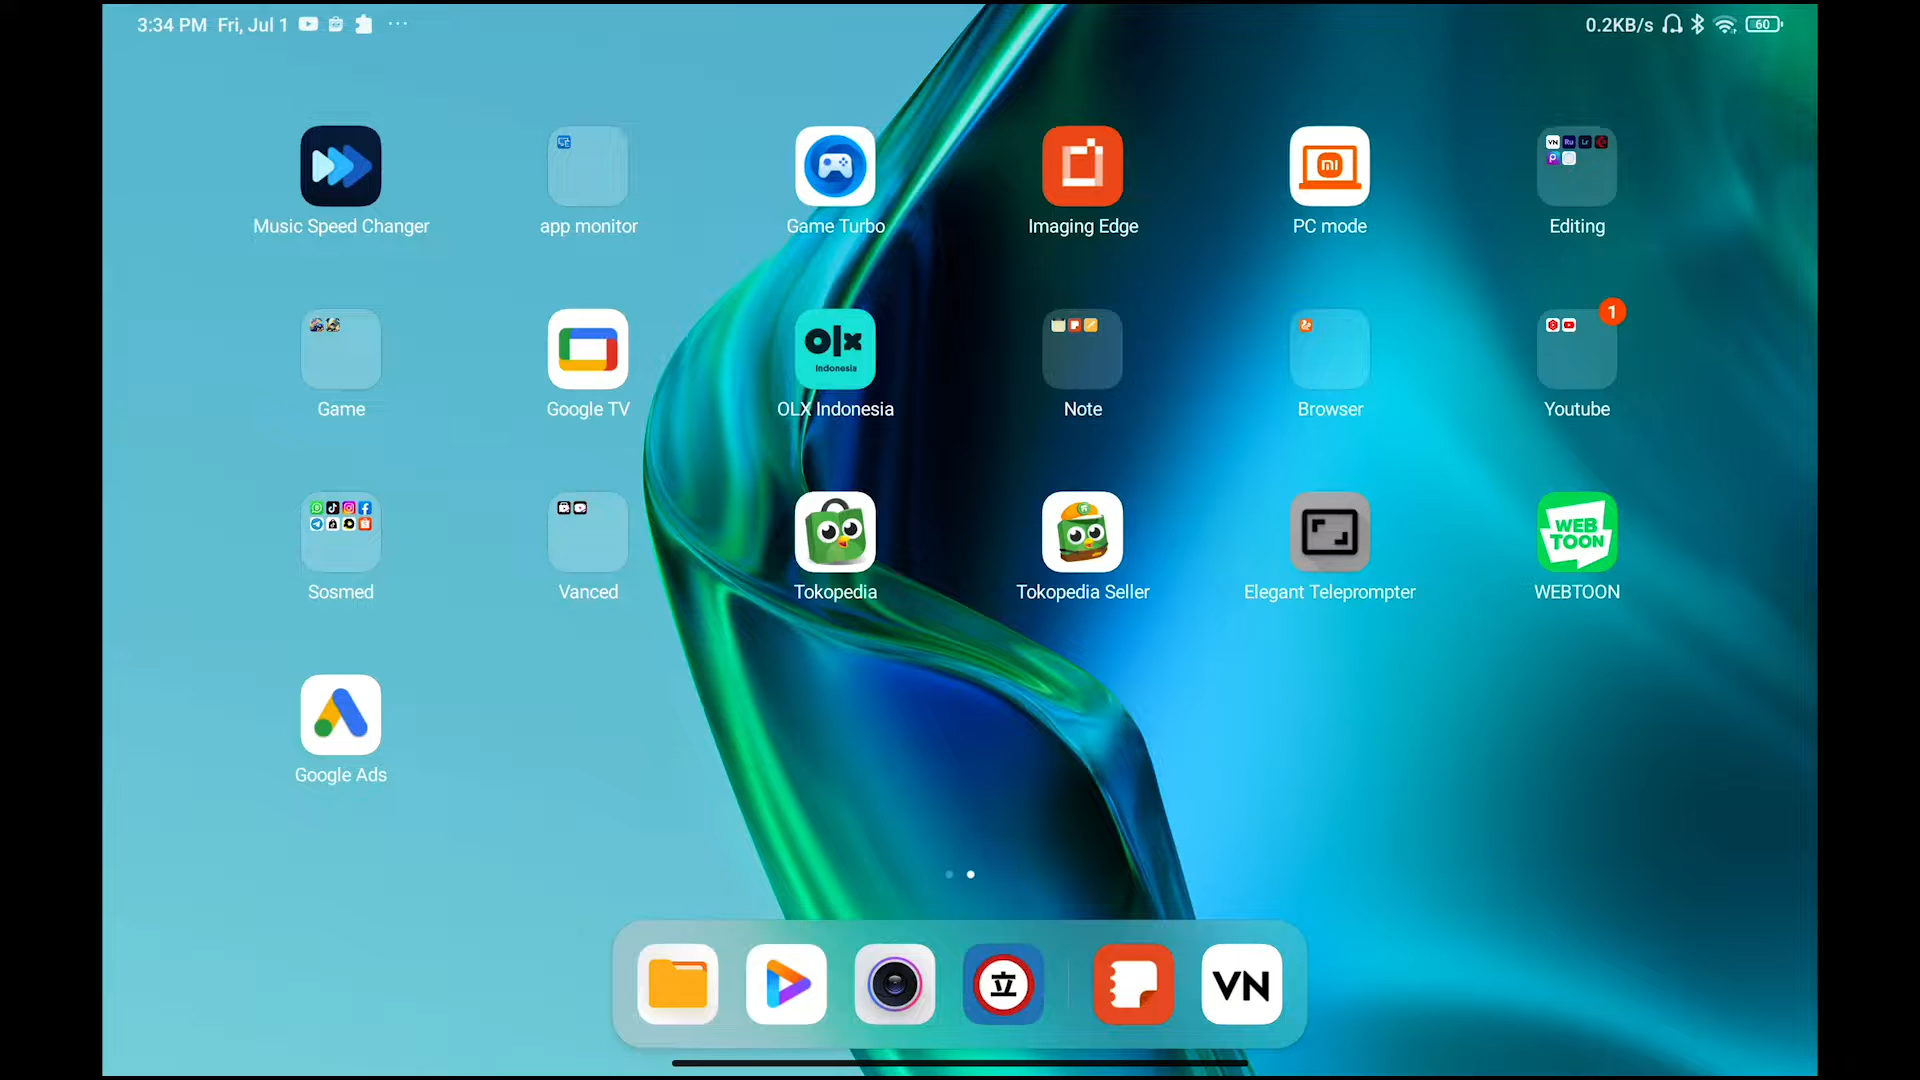 3:34 PM Fri, Jul 1
0.2KB/s
60
Music Speed Changer
app monitor
Game Turbo
Imaging Edge
PC mode
Editing
Game
Google TV
olx
Indonesia
OLX Indonesia
Note
Browser
1
Youtube
Sosmed
Vanced
Tokopedia
Tokopedia Seller
Elegant Teleprompter
WEB
TOON
WEBTOON
Google Ads
立
VN